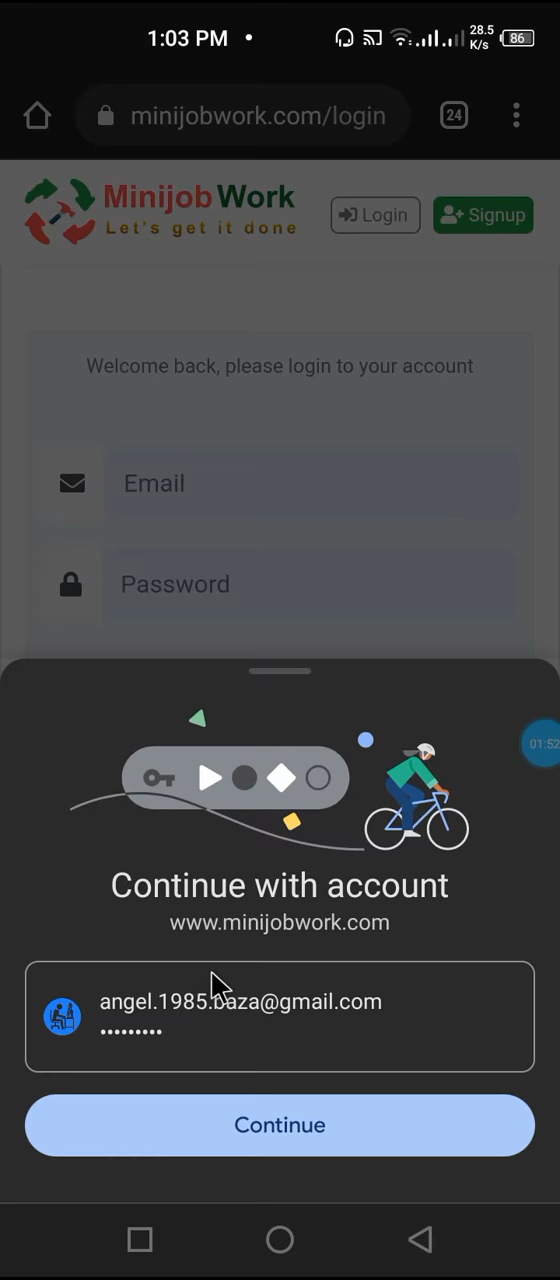 1:03 PM
28.5
K/s
86
minijobwork.com/login
24
Minijob Work
Let's get it done
Login
Signup
Welcome back, please login to your account
Email
Password
01:52
Continue with account
www.minijobwork.com
angel.1985.baza@gmail.com
•••••••••
Continue